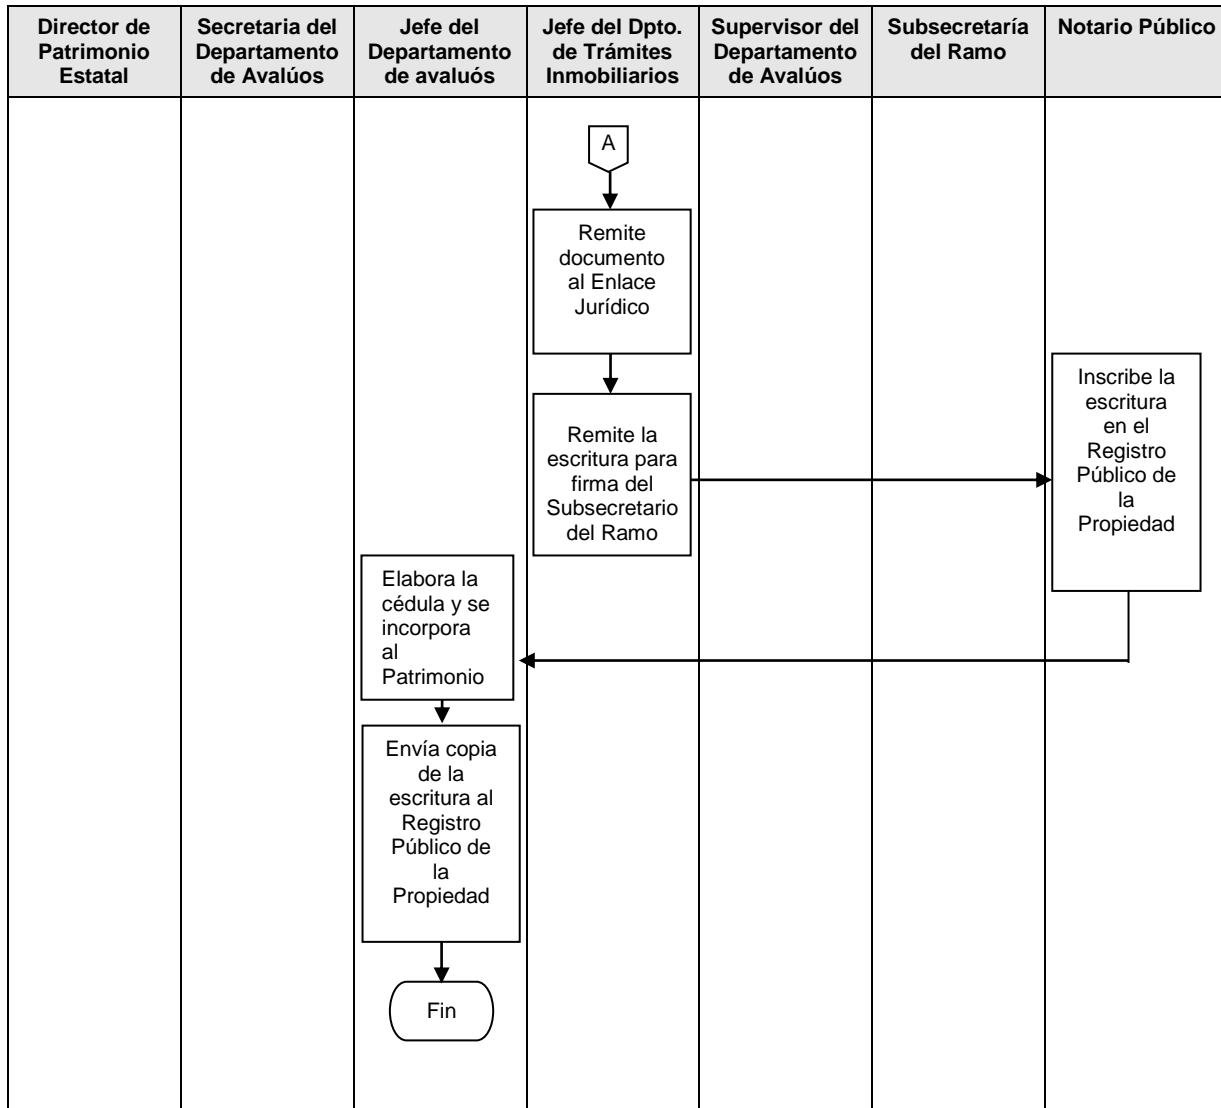 Director de
Patrimonio
Estatal
Secretaria del
Departamento
de Avalúos
Jefe del
Departamento
de avaluós
Jefe del Dpto.
de Trámites
Inmobiliarios
Supervisor del
Departamento
de Avalúos
Subsecretaría
del Ramo
Notario Público
A
Remite
documento
al Enlace
Jurídico
Remite la
escritura para
firma del
Subsecretario
del Ramo
Inscribe la
escritura
en el
Registro
Público de
la
Propiedad
Elabora la
cédula y se
incorpora
al
Patrimonio
Envía copia
de la
escritura al
Registro
Público de
la
Propiedad
Fin